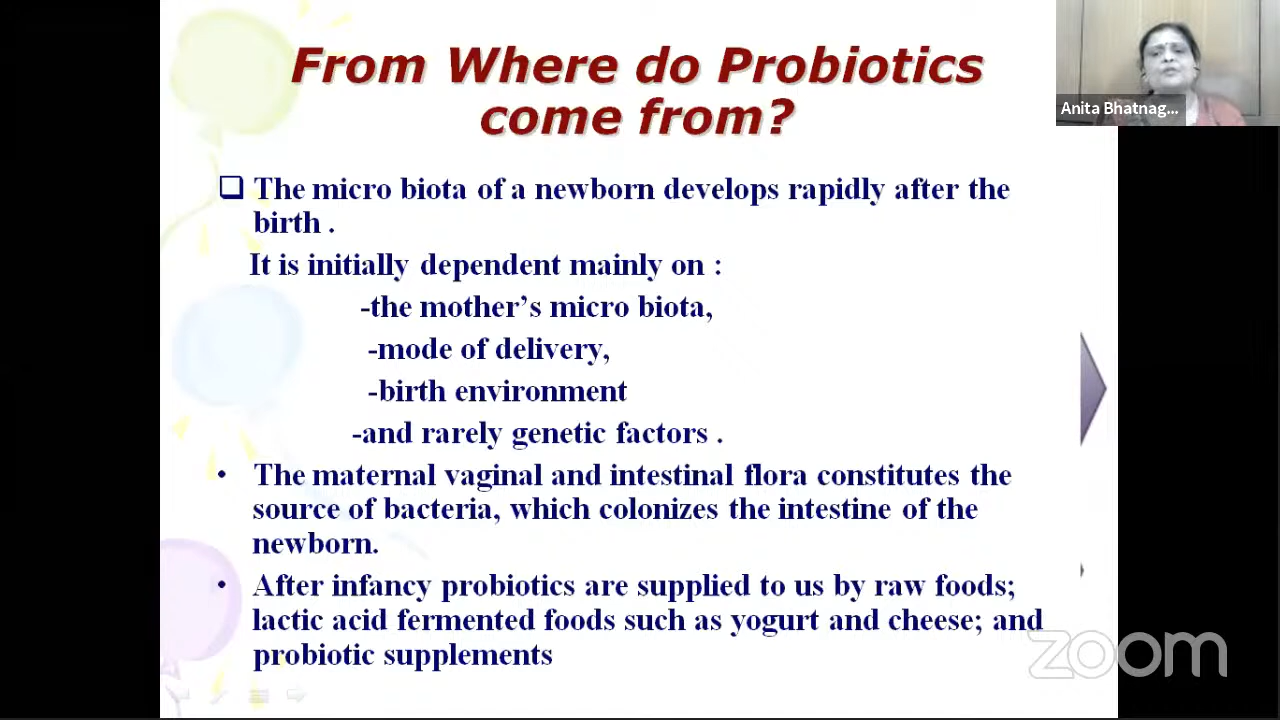 From Where do Probiotics
come from?
Anita Bhatnag...
The micro biota of a newborn develops rapidly after the
birth .
It is initially dependent mainly on :
-the mother's micro biota,
-mode of delivery,
-birth environment
-and rarely genetic factors .
• The maternal vaginal and intestinal flora constitutes the
source of bacteria, which colonizes the intestine of the
newborn.
• After infancy probiotics are supplied to us by raw foods;
lactic acid fermented foods such as yogurt and cheese; and
probiotic supplements
zoom